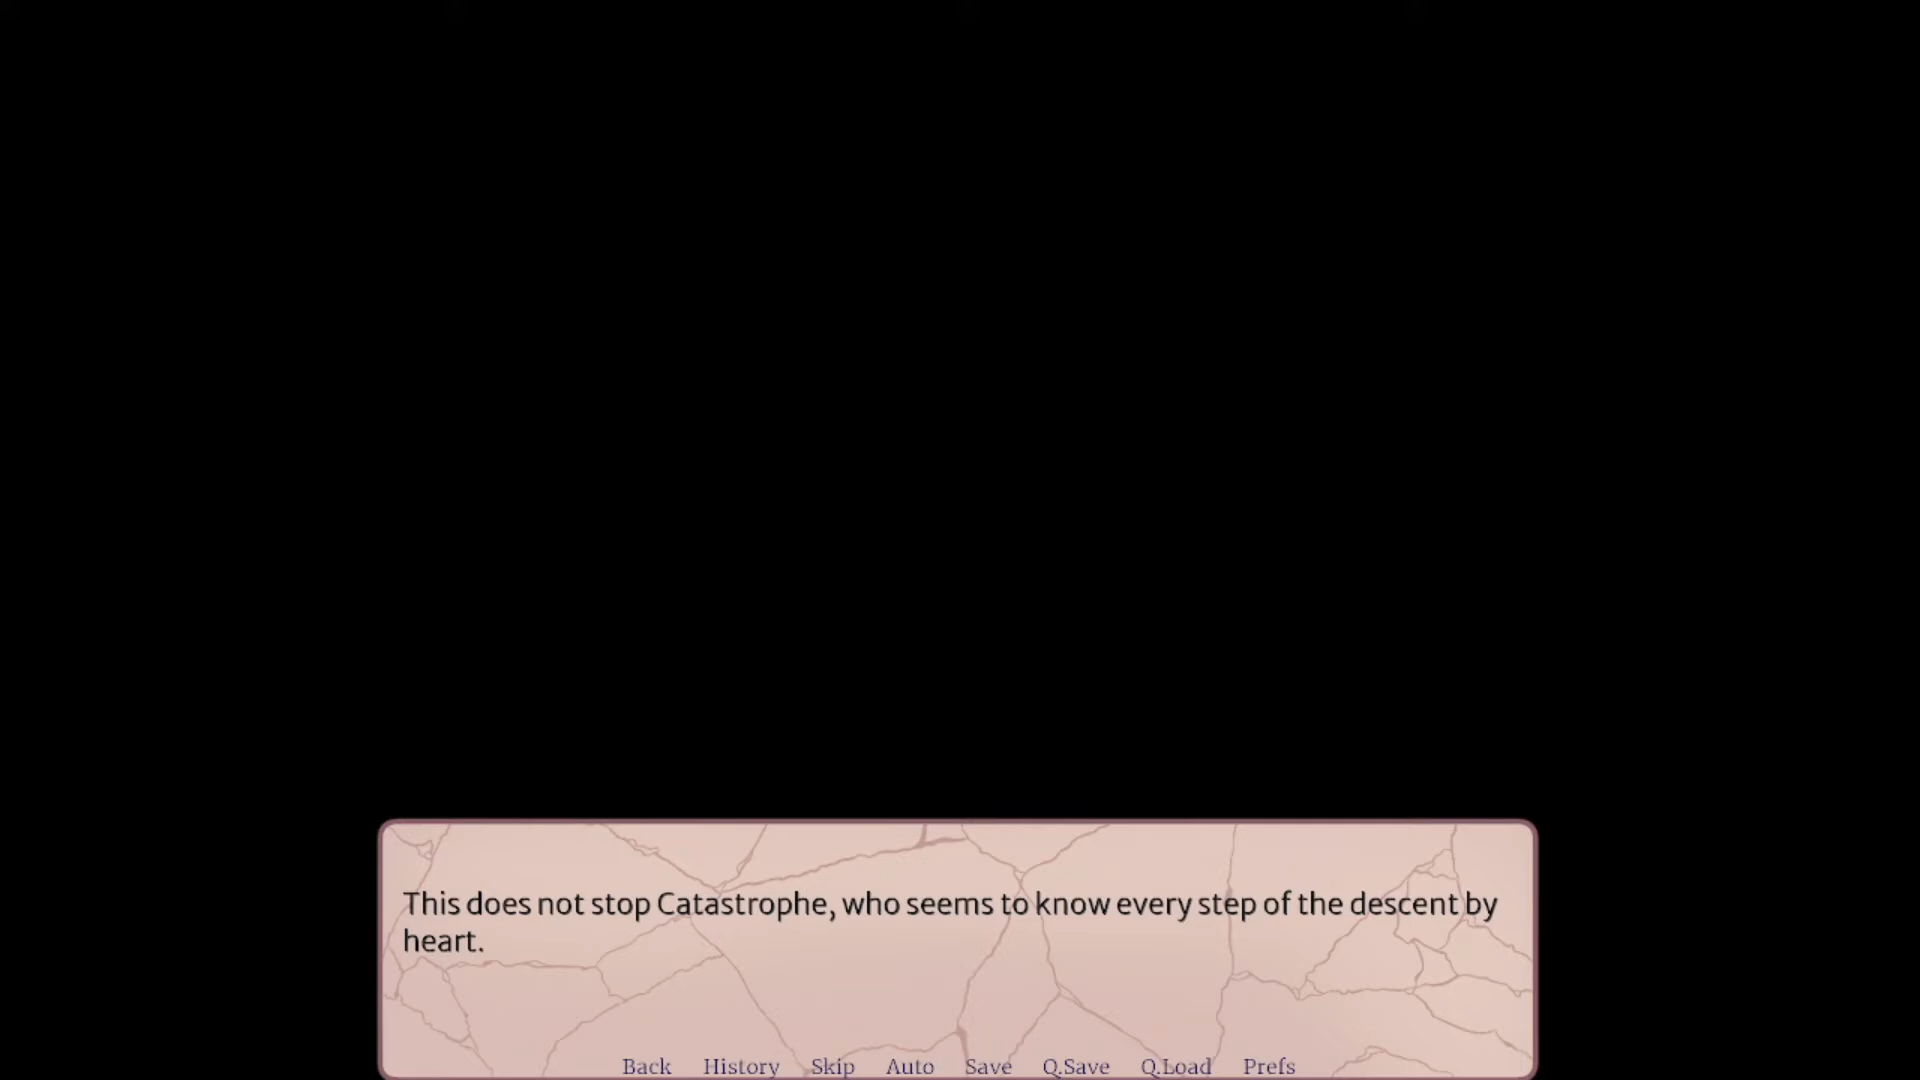 This does not stop Catastrophe, who seems to know every step of the descent by
heart.
Back History Skip Auto Save Q.Save Q.Load Prefs